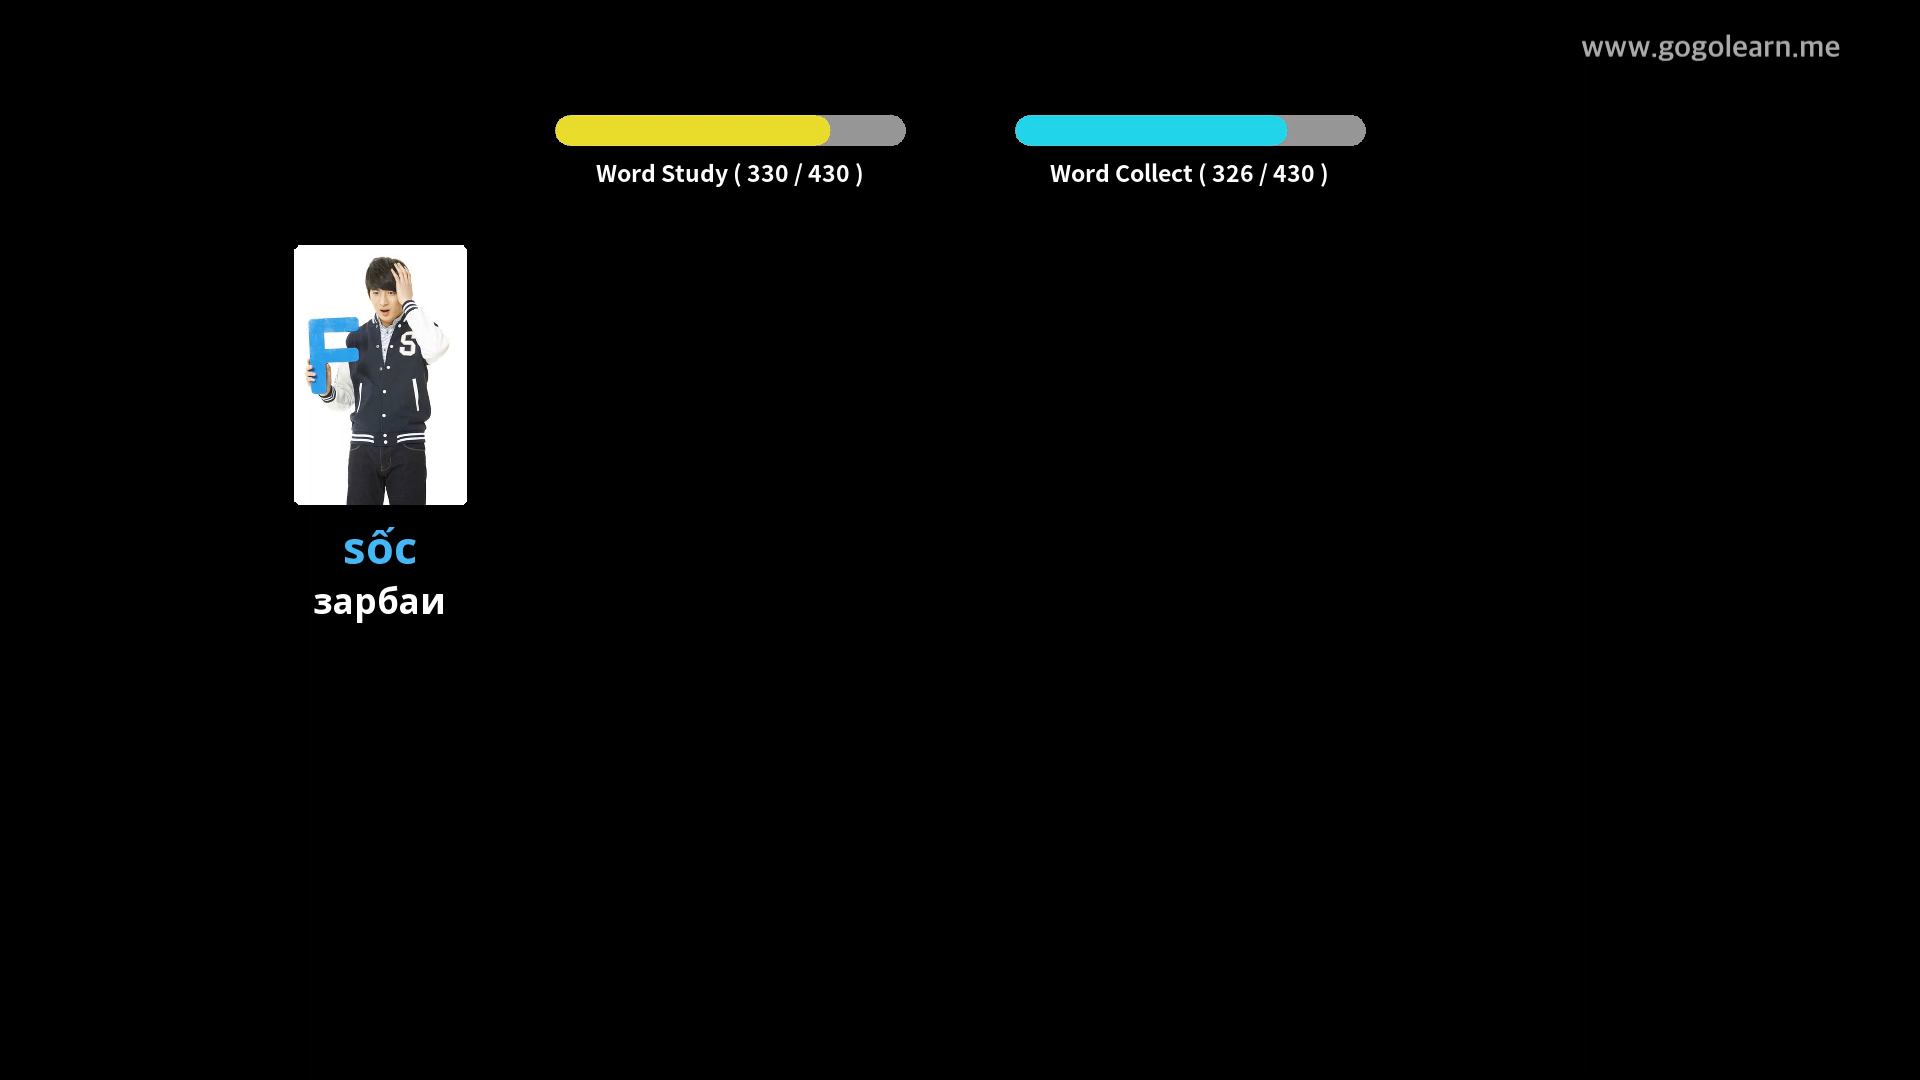 www.gogolearn.me
Word Study ( 330 / 430 )
Word Collect ( 326 / 430 )
F
S
sốc
зарбаи